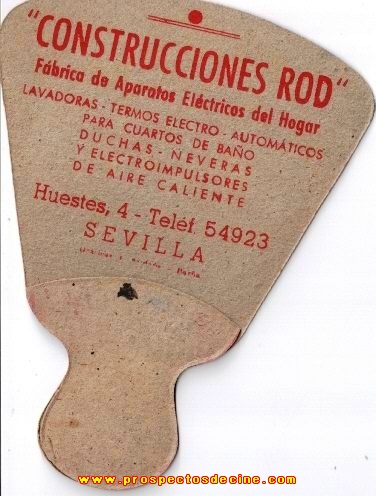 "CONSTRUCCIONES ROD"
Fábrica de Aparatos Eléctricos del Hogar
LAVADORAS - TERMOS ELECTRO - AUTOMÁTICOS
PARA CUARTOS DE BAÑO
DUCHAS - NEVERAS
Y ELECTROIMPULSORES
DE AIRE CALIENTE
Huestes, 4 - Teléf. 54923
SEVILLA
www.prospectosdecine.com